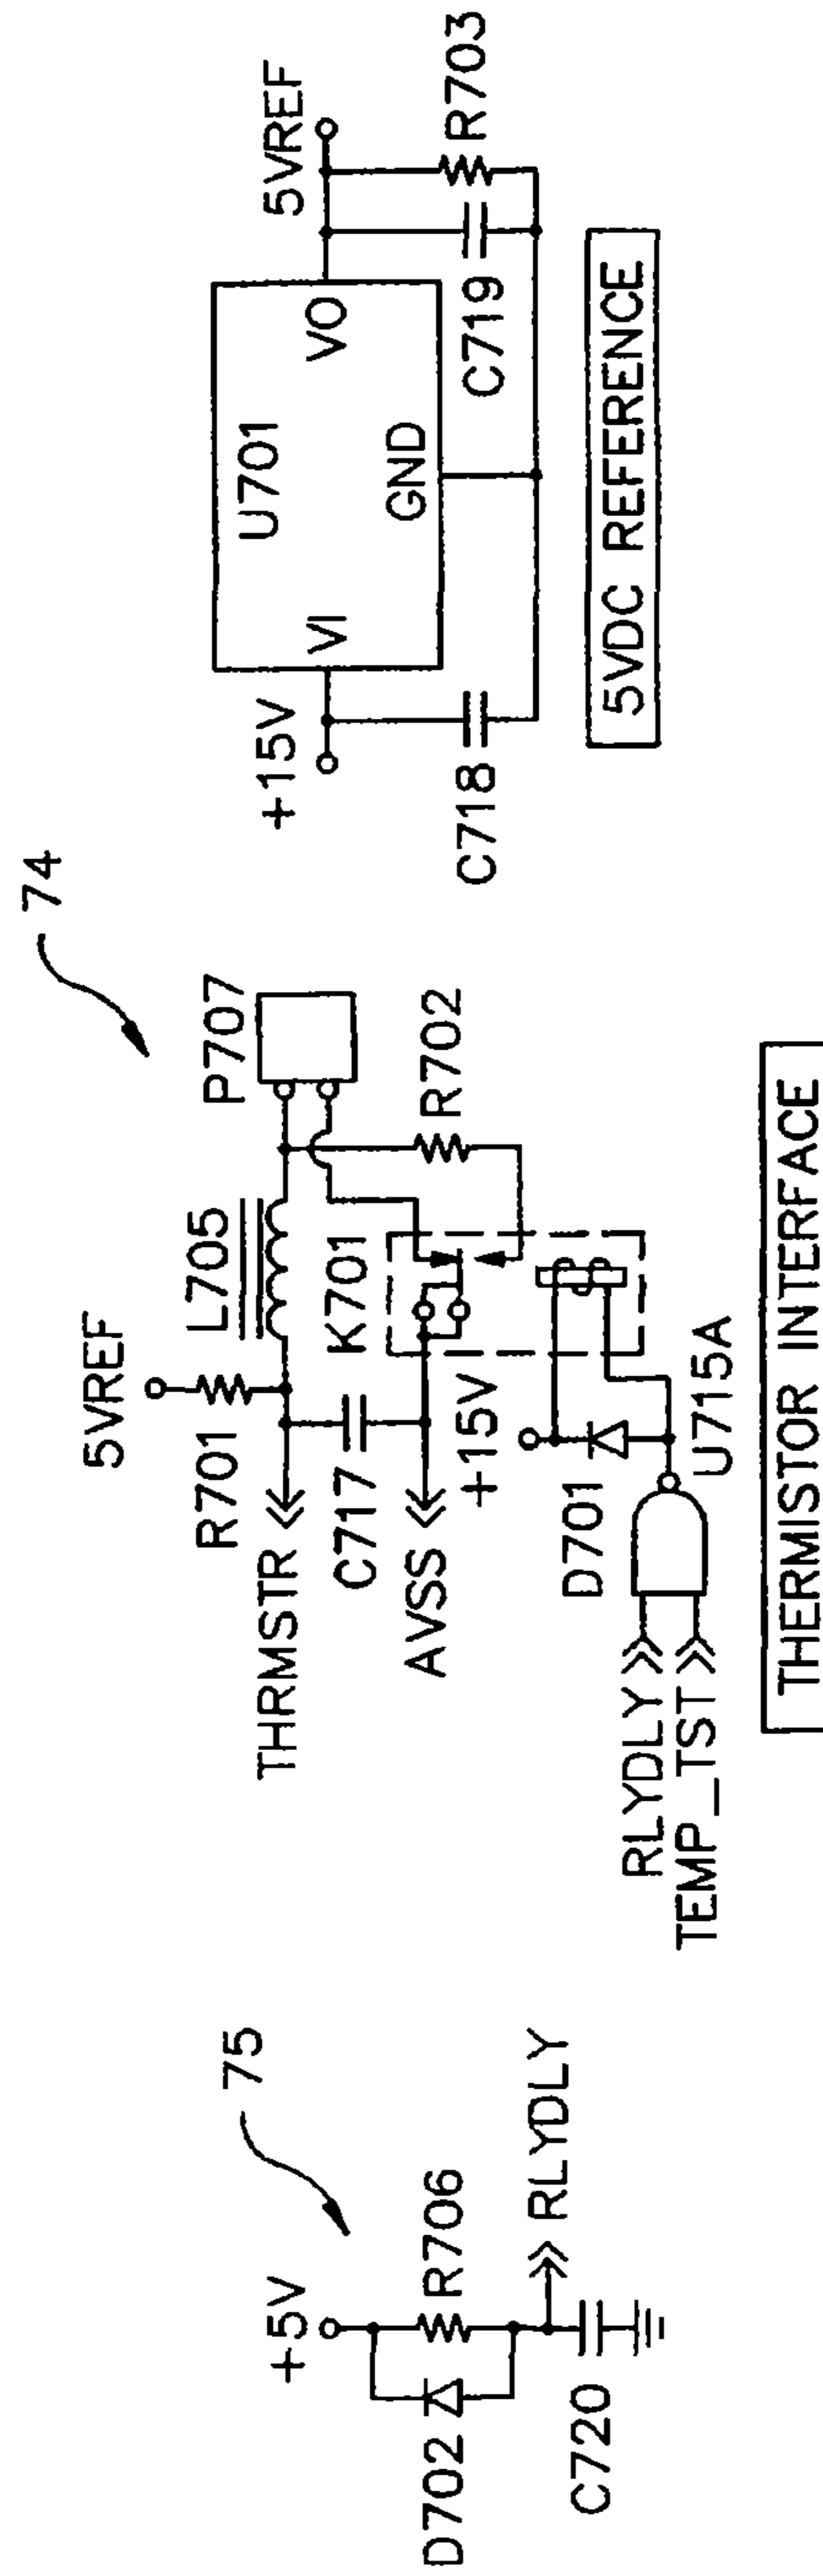 75
+5V
D702
R706
RLYDLY
C720
74
5VREF
R701
L705
P707
THRMSTR
C717
K701
R702
AVSS
+15V
D701
U715A
RLYDLY
TEMP_TST
THERMISTOR INTERFACE
+15V
VI
U701
VO
5VREF
GND
C718
C719
R703
5VDC REFERENCE